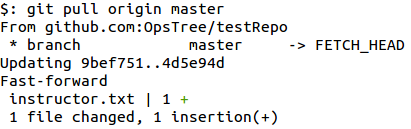 $: git pull origin master
From github.com:OpsTree/testRepo
 * branch            master     -> FETCH_HEAD
Updating 9bef751..4d5e94d
Fast-forward
 instructor.txt | 1 +
 1 file changed, 1 insertion(+)